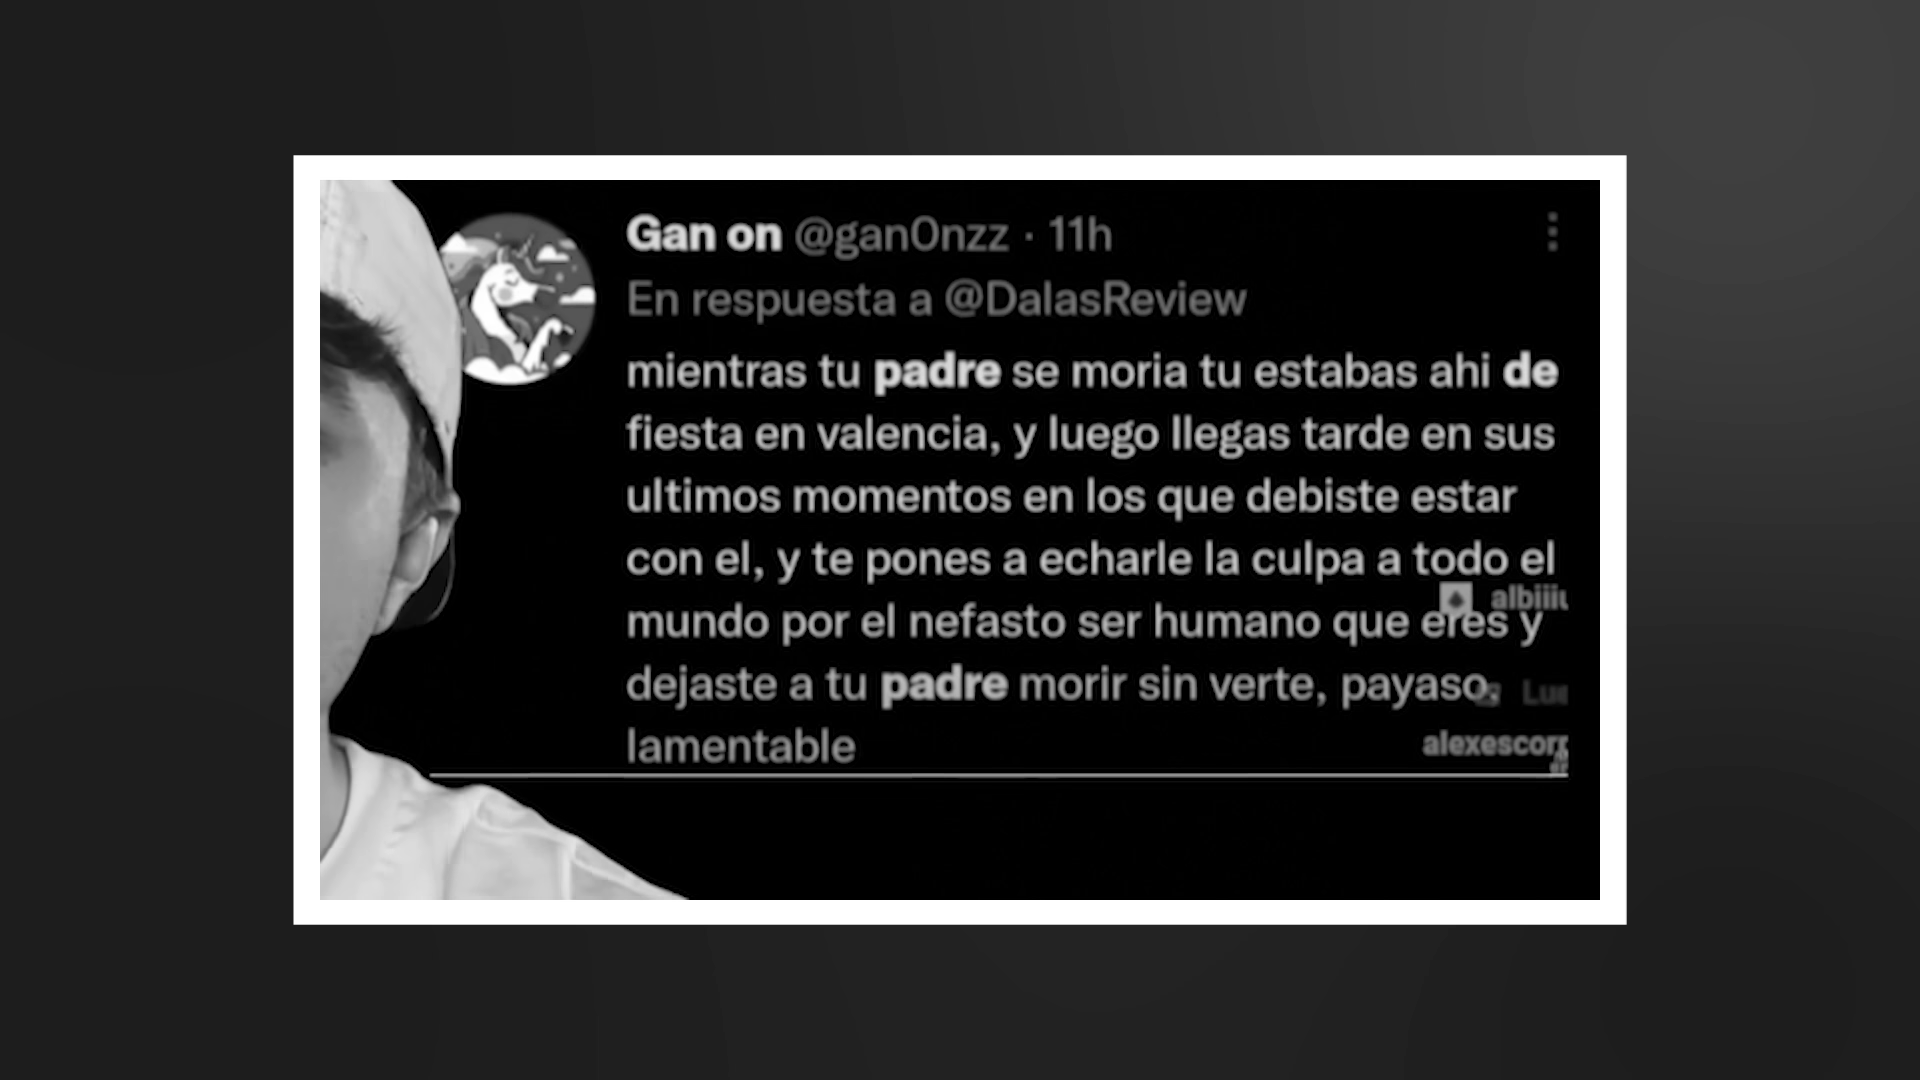 Gan on @gan0nzz · 11h
En respuesta a @DalasReview
mientras tu padre se moria tu estabas ahi de
fiesta en valencia, y luego llegas tarde en sus
ultimos momentos en los que debiste estar
con el, y te pones a echarle la culpa a todo el
albiiiu
mundo por el nefasto ser humano que eres y
dejaste a tu padre morir sin verte, payaso,
lamentable
alexescorp